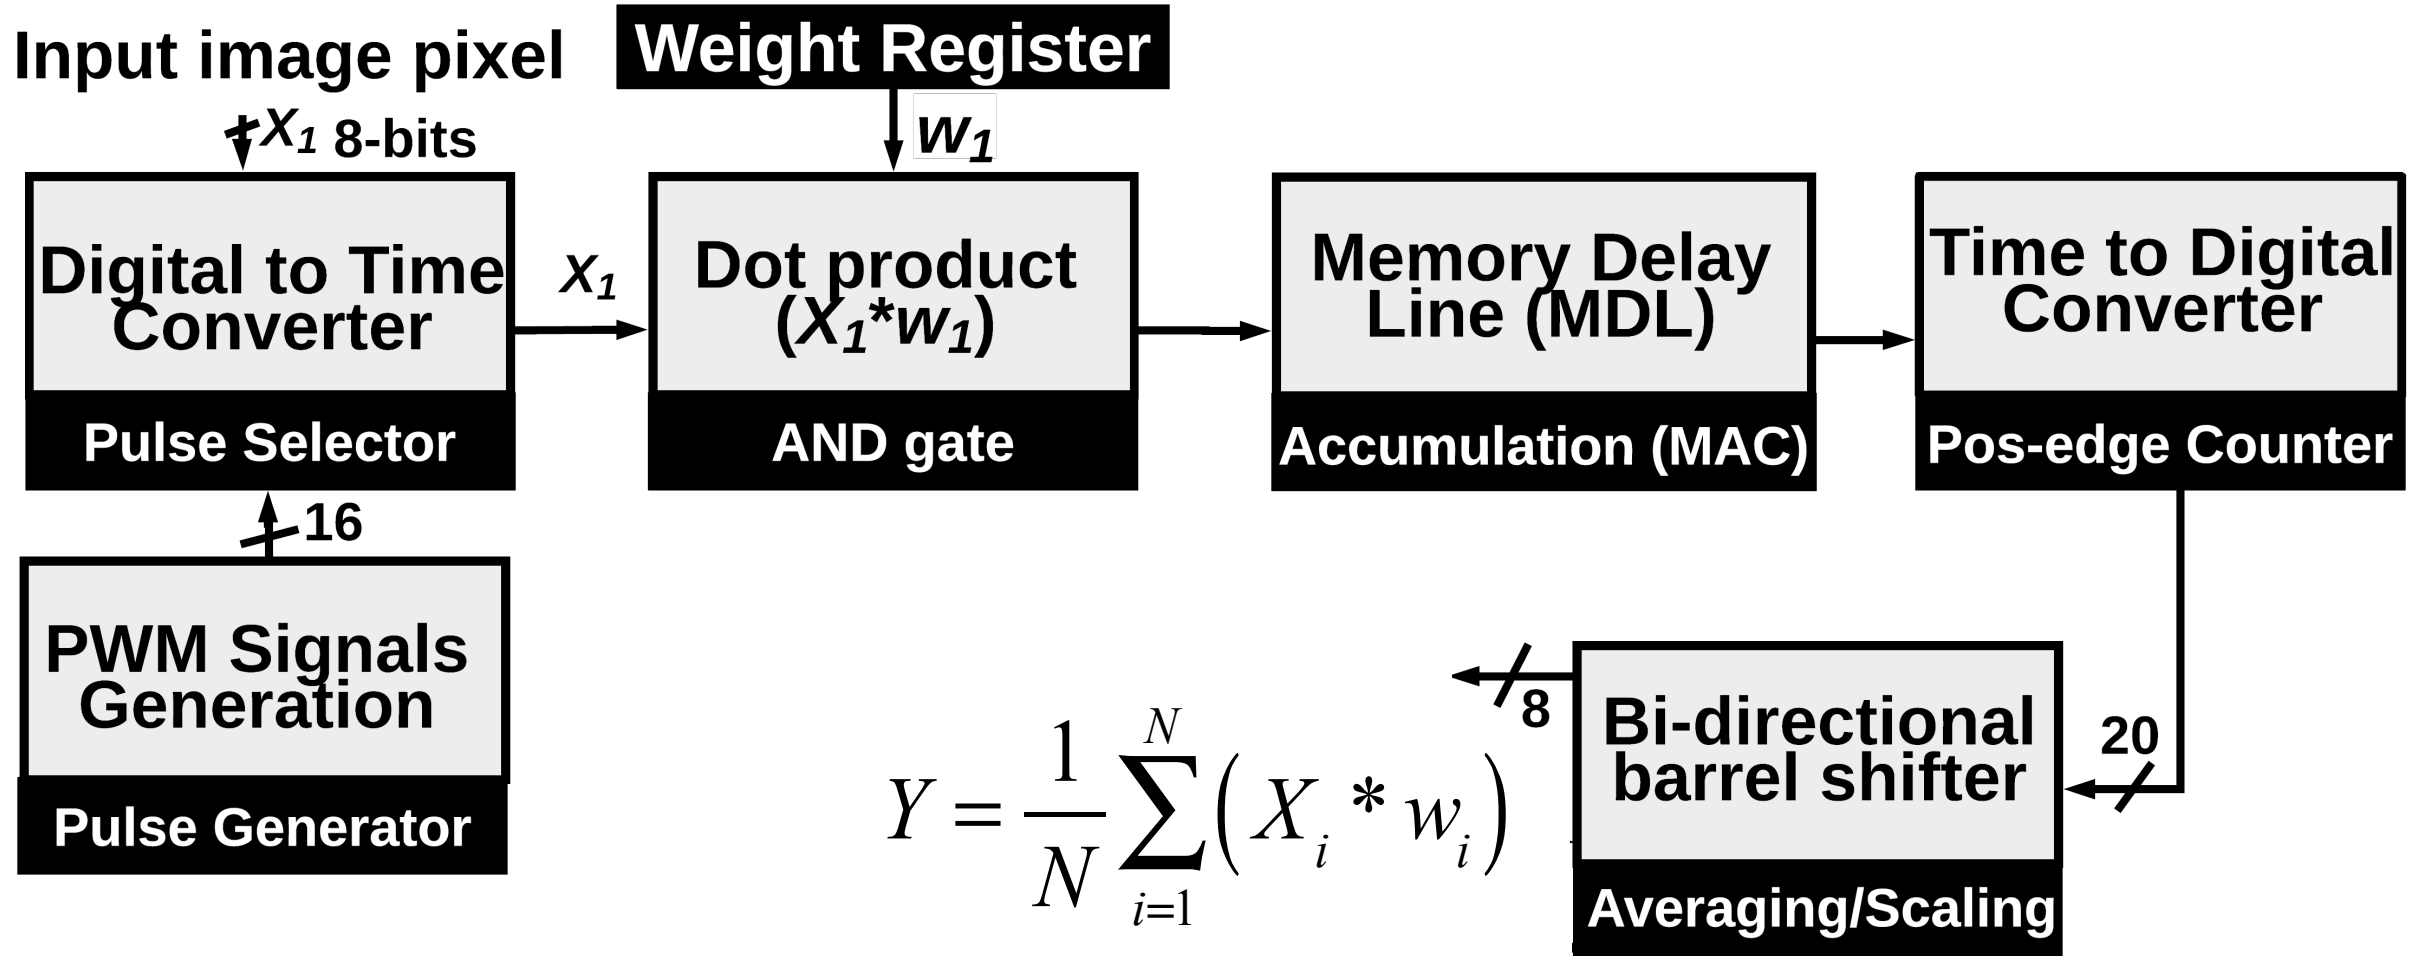 Input image pixel
X1 8-bits
Weight Register
w1
Digital to Time
Converter
Pulse Selector
X1
Dot product
(X1*w1)
AND gate
Memory Delay
Line (MDL)
Accumulation (MAC)
Time to Digital
Converter
Pos-edge Counter
16
PWM Signals
Generation
Pulse Generator
20
Bi-directional
barrel shifter
Averaging/Scaling
8
Y = 1/N ∑ i=1 N (Xi * wi)